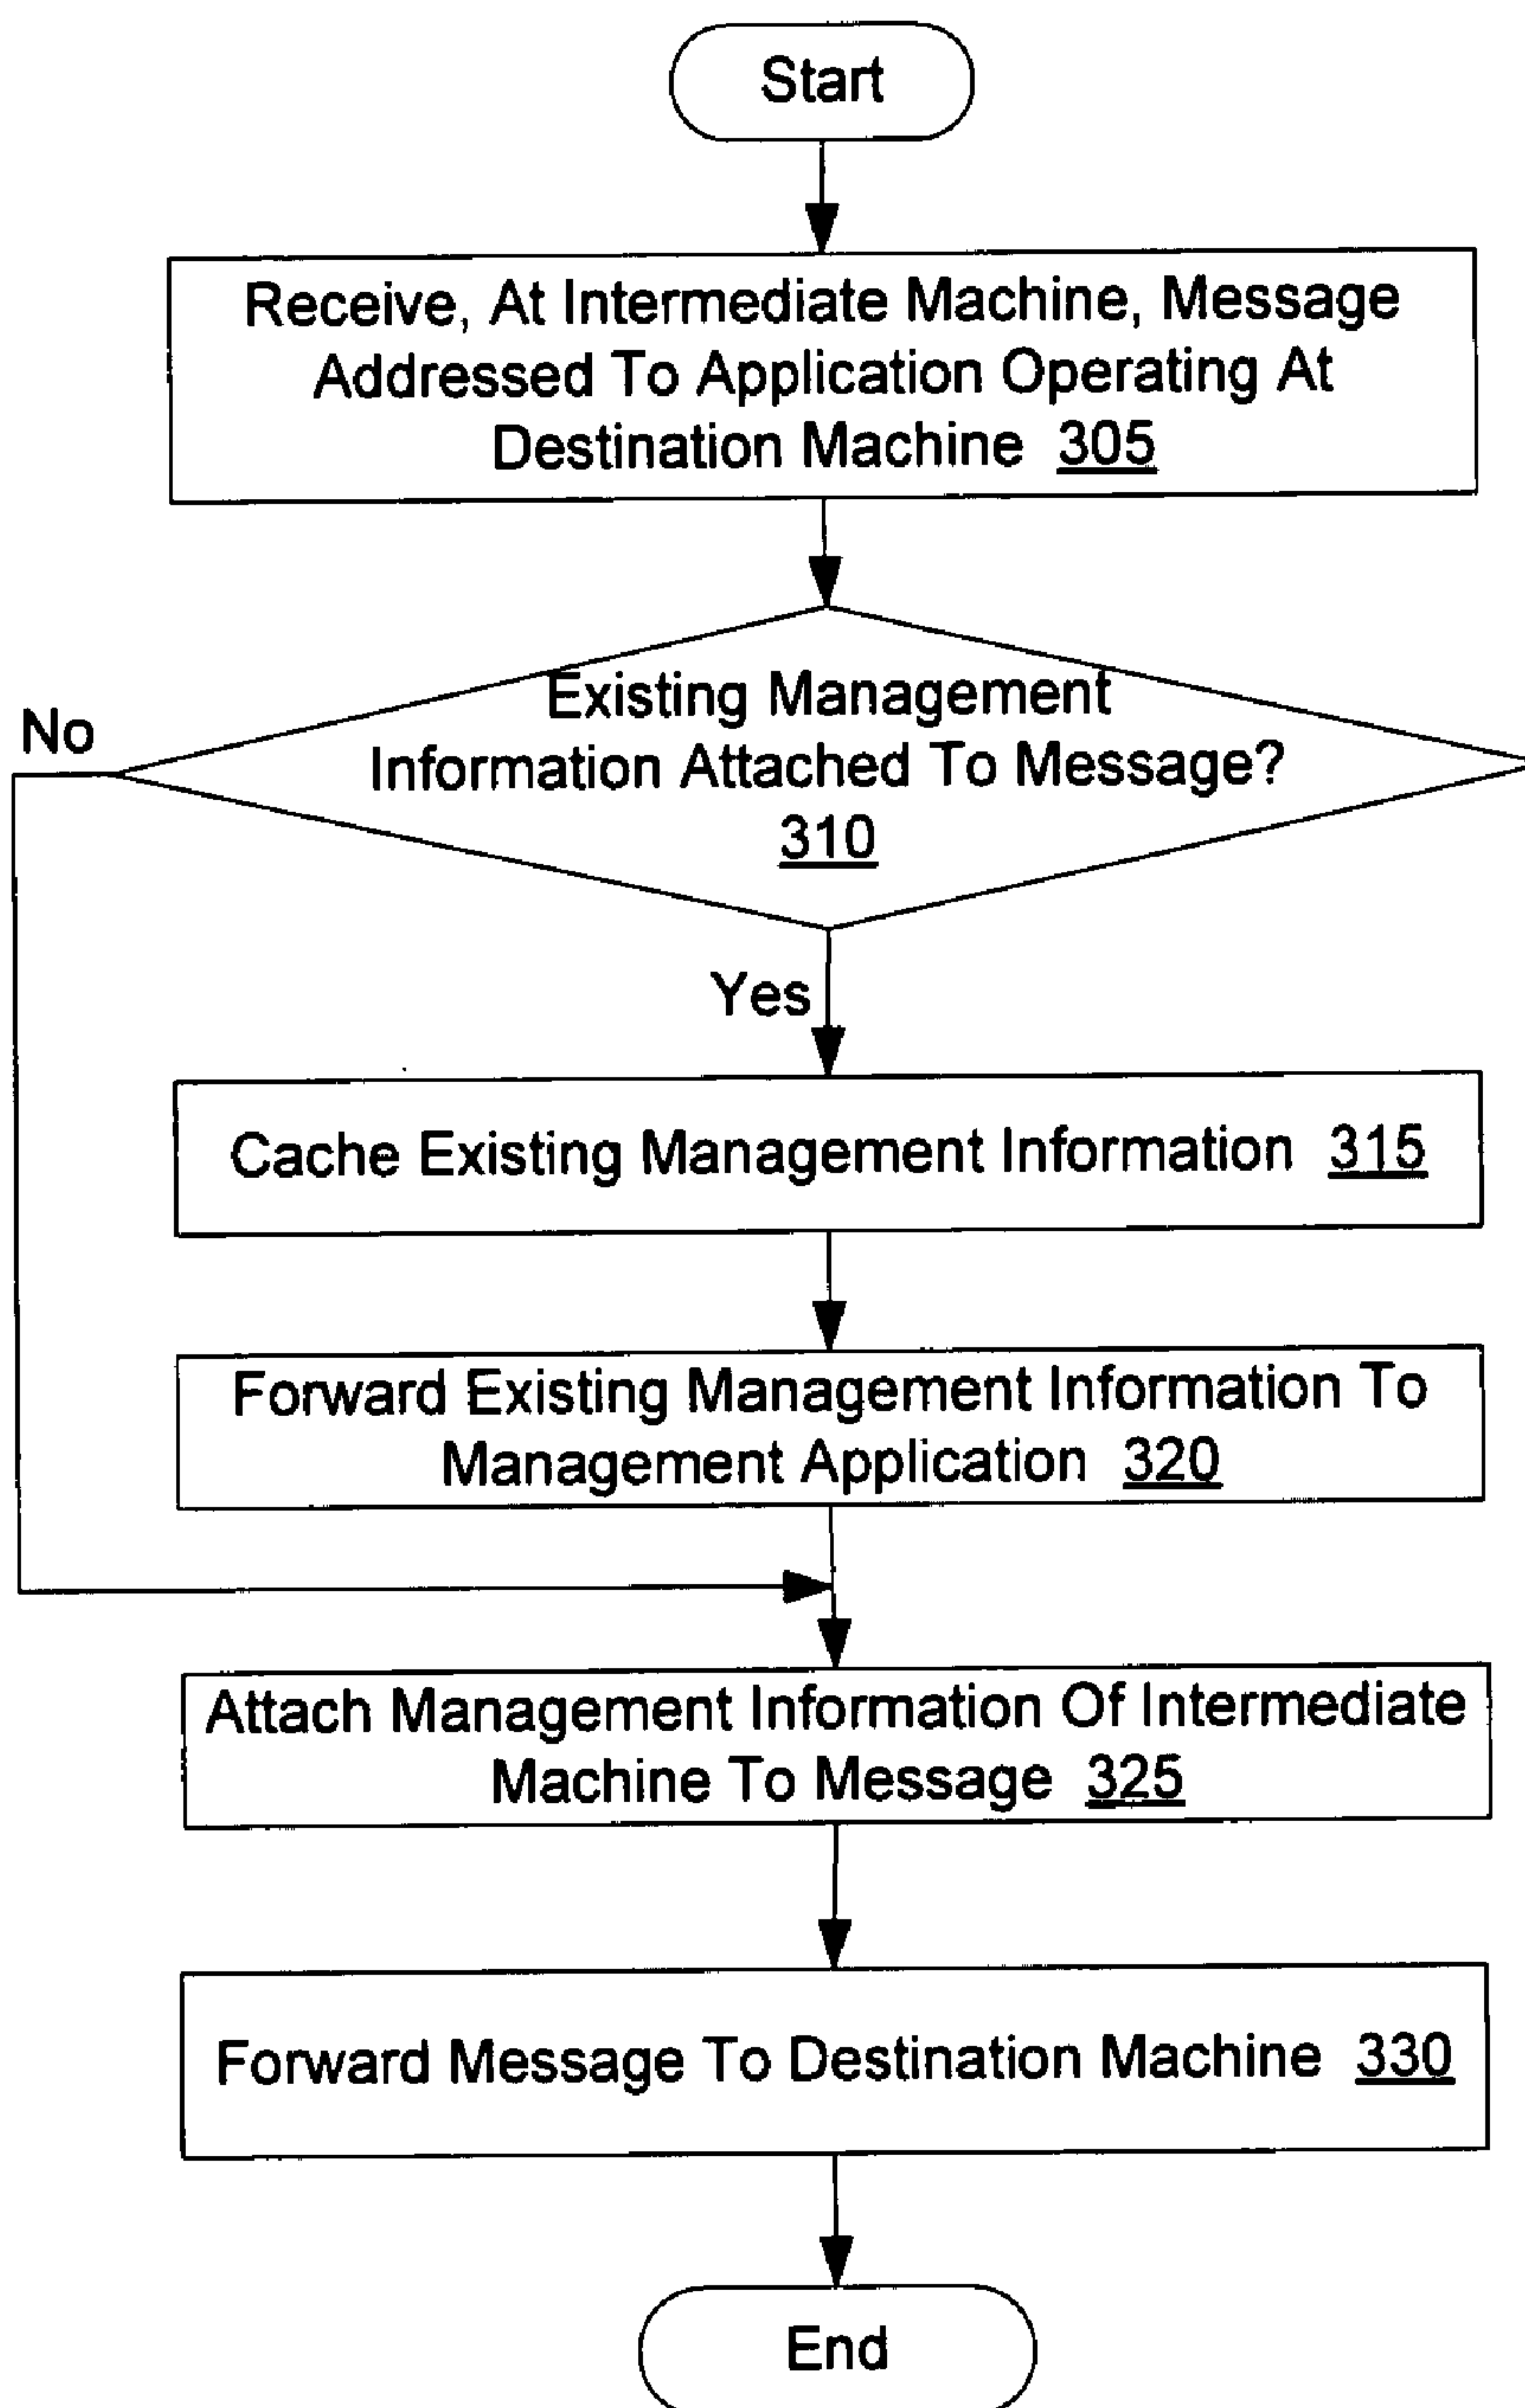 Start
Receive, At Intermediate Machine, Message
Addressed To Application Operating At
Destination Machine 305
Existing Management
Information Attached To Message?
310
No
Yes
Cache Existing Management Information 315
Forward Existing Management Information To
Management Application 320
Attach Management Information Of Intermediate
Machine To Message 325
Forward Message To Destination Machine 330
End